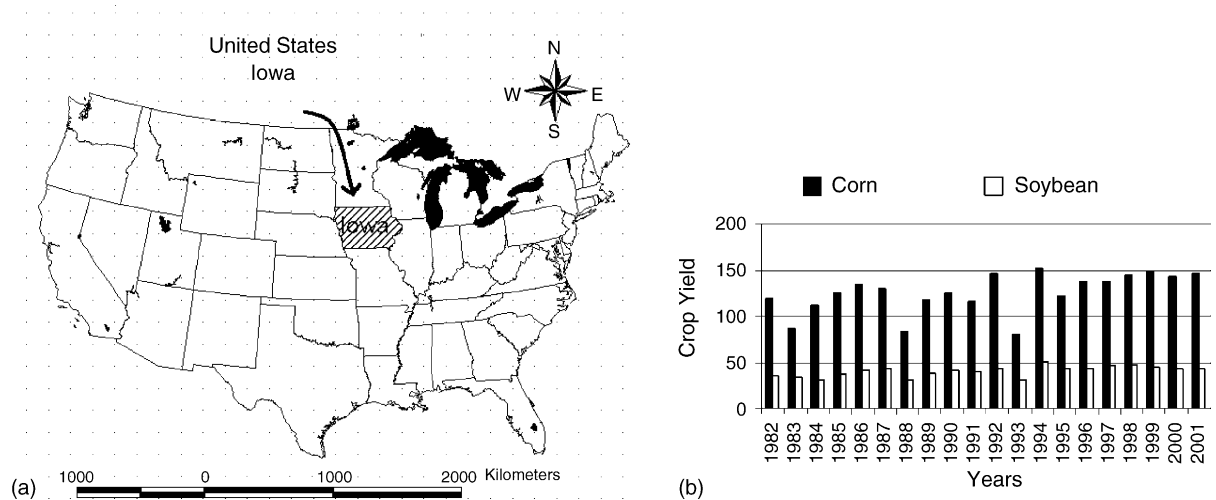 United States
Iowa
N
W E
S
Iowa
(a)
1000 0 1000 2000 Kilometers
Corn Soybean
200
150
100
50
0
Crop Yield
1982 1983 1984 1985 1986 1987 1988 1989 1990 1991 1992 1993 1994 1995 1996 1997 1998 1999 2000 2001
Years
(b)